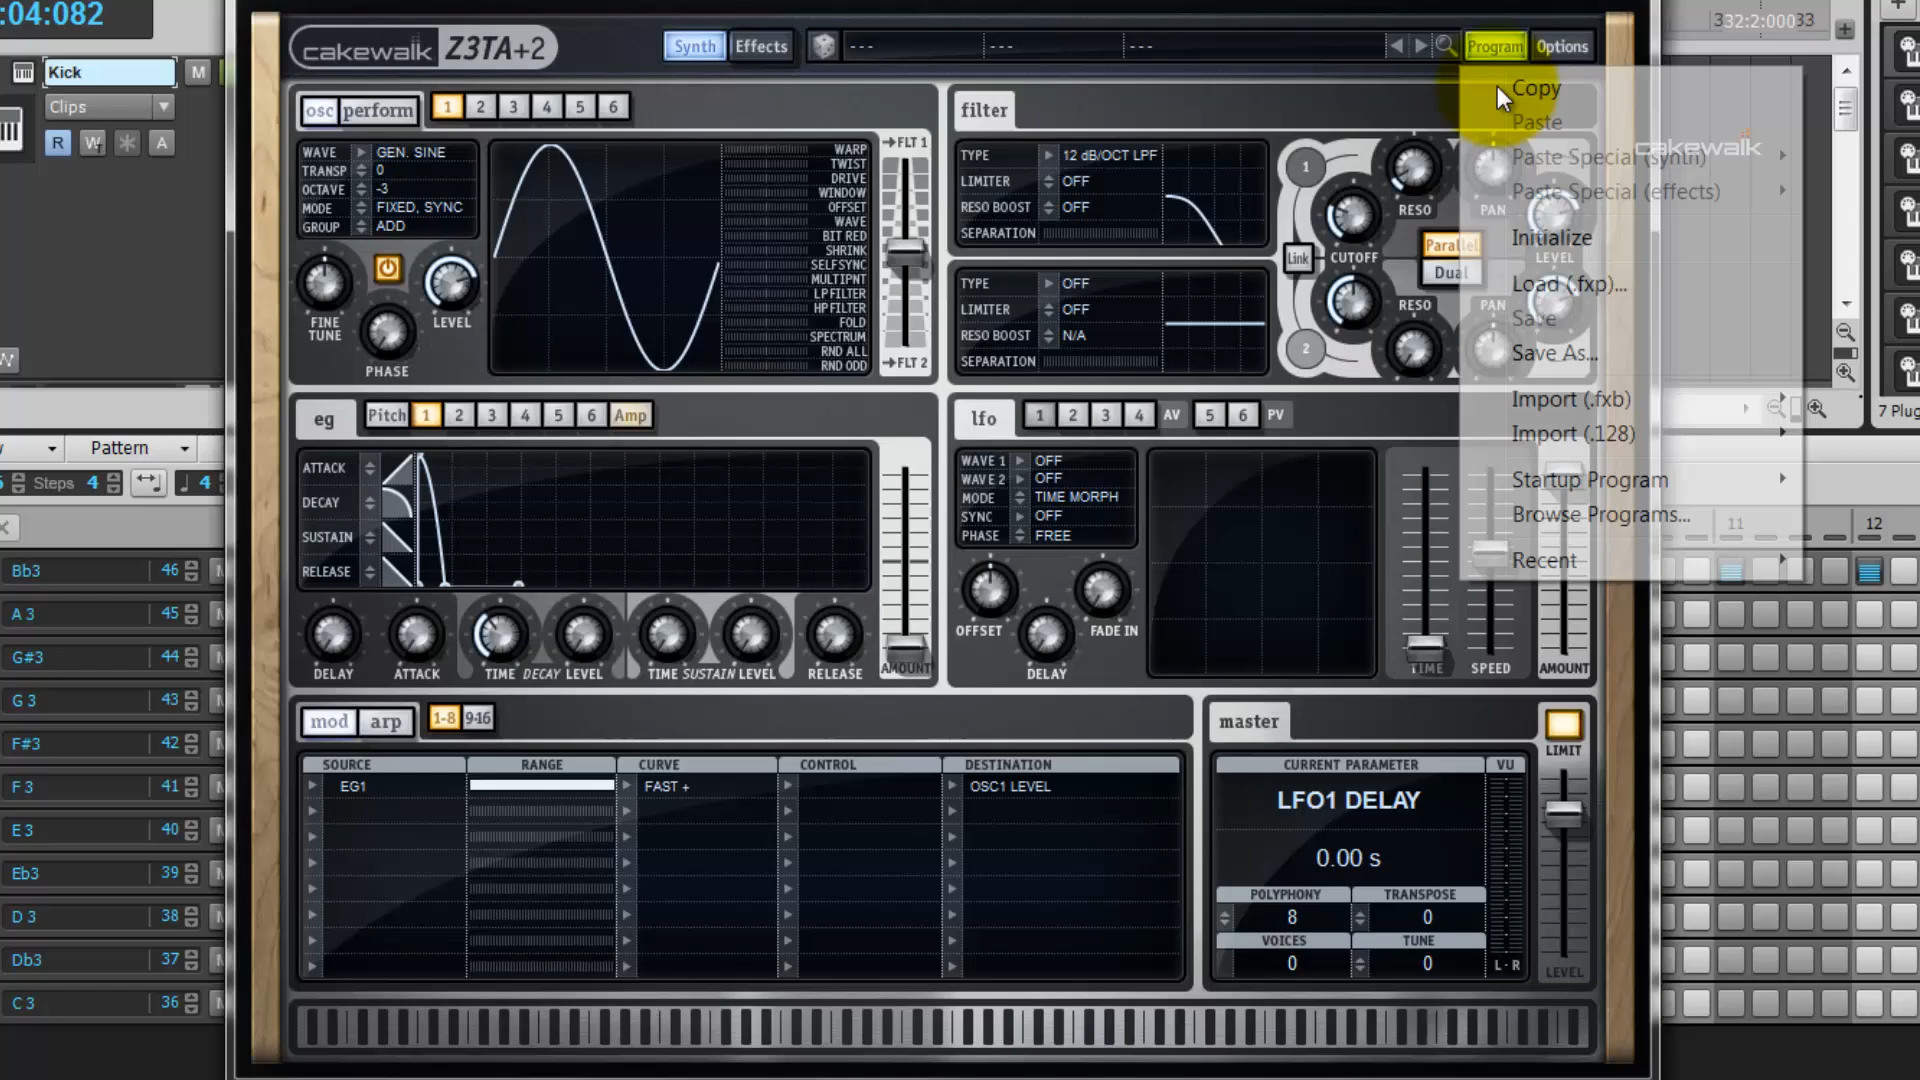 :04:082
Kick
M
Clips
R W * A
W
Pattern
Steps 4
4
cakewalk Z3TA+2
Synth Effects
--- --- ---
Program Options
osc perform
1 2 3 4 5 6
WAVE GEN. SINE
TRANSP 0
OCTAVE -3
MODE FIXED, SYNC
GROUP ADD
FINE TUNE
PHASE
LEVEL
WARP
TWIST
DRIVE
WINDOW
OFFSET
WAVE
BIT RED
SHRINK
SELFSYNC
MULTIPNT
LP FILTER
HP FILTER
FOLD
SPECTRUM
RND ALL
RND ODD
FLT 1
FLT 2
filter
TYPE 12 dB/OCT LPF
LIMITER OFF
RESO BOOST OFF
SEPARATION
TYPE OFF
LIMITER OFF
RESO BOOST N/A
SEPARATION
1
2
Link
CUTOFF
RESO
PAN
Parallel
Dual
LEVEL
RESO
PAN
Copy
Paste
Paste Special (synth)
Paste Special (effects)
Initialize
Load (.fxp)...
Save
Save As...
Import (.fxb)
Import (.128)
Startup Program
Browse Programs...
Recent
cakewalk
332:2:000
33
7 Plug
11
12
eg
Pitch 1 2 3 4 5 6 Amp
ATTACK
DECAY
SUSTAIN
RELEASE
DELAY
ATTACK
TIME DECAY LEVEL
TIME SUSTAIN LEVEL
RELEASE
AMOUNT
lfo
1 2 3 4 AV 5 6 PV
WAVE 1 OFF
WAVE 2 OFF
MODE TIME MORPH
SYNC OFF
PHASE FREE
OFFSET
DELAY
FADE IN
TIME
SPEED
AMOUNT
mod arp
1-8 9-16
SOURCE RANGE CURVE CONTROL DESTINATION
EG1 FAST + OSC1 LEVEL
master
LIMIT
CURRENT PARAMETER VU
LFO1 DELAY
0.00 s
POLYPHONY TRANSPOSE
8 0
VOICES TUNE
0 0
L - R
LEVEL
Bb3 46
A 3 45
G#3 44
G 3 43
F#3 42
F 3 41
E 3 40
Eb3 39
D 3 38
Db3 37
C 3 36